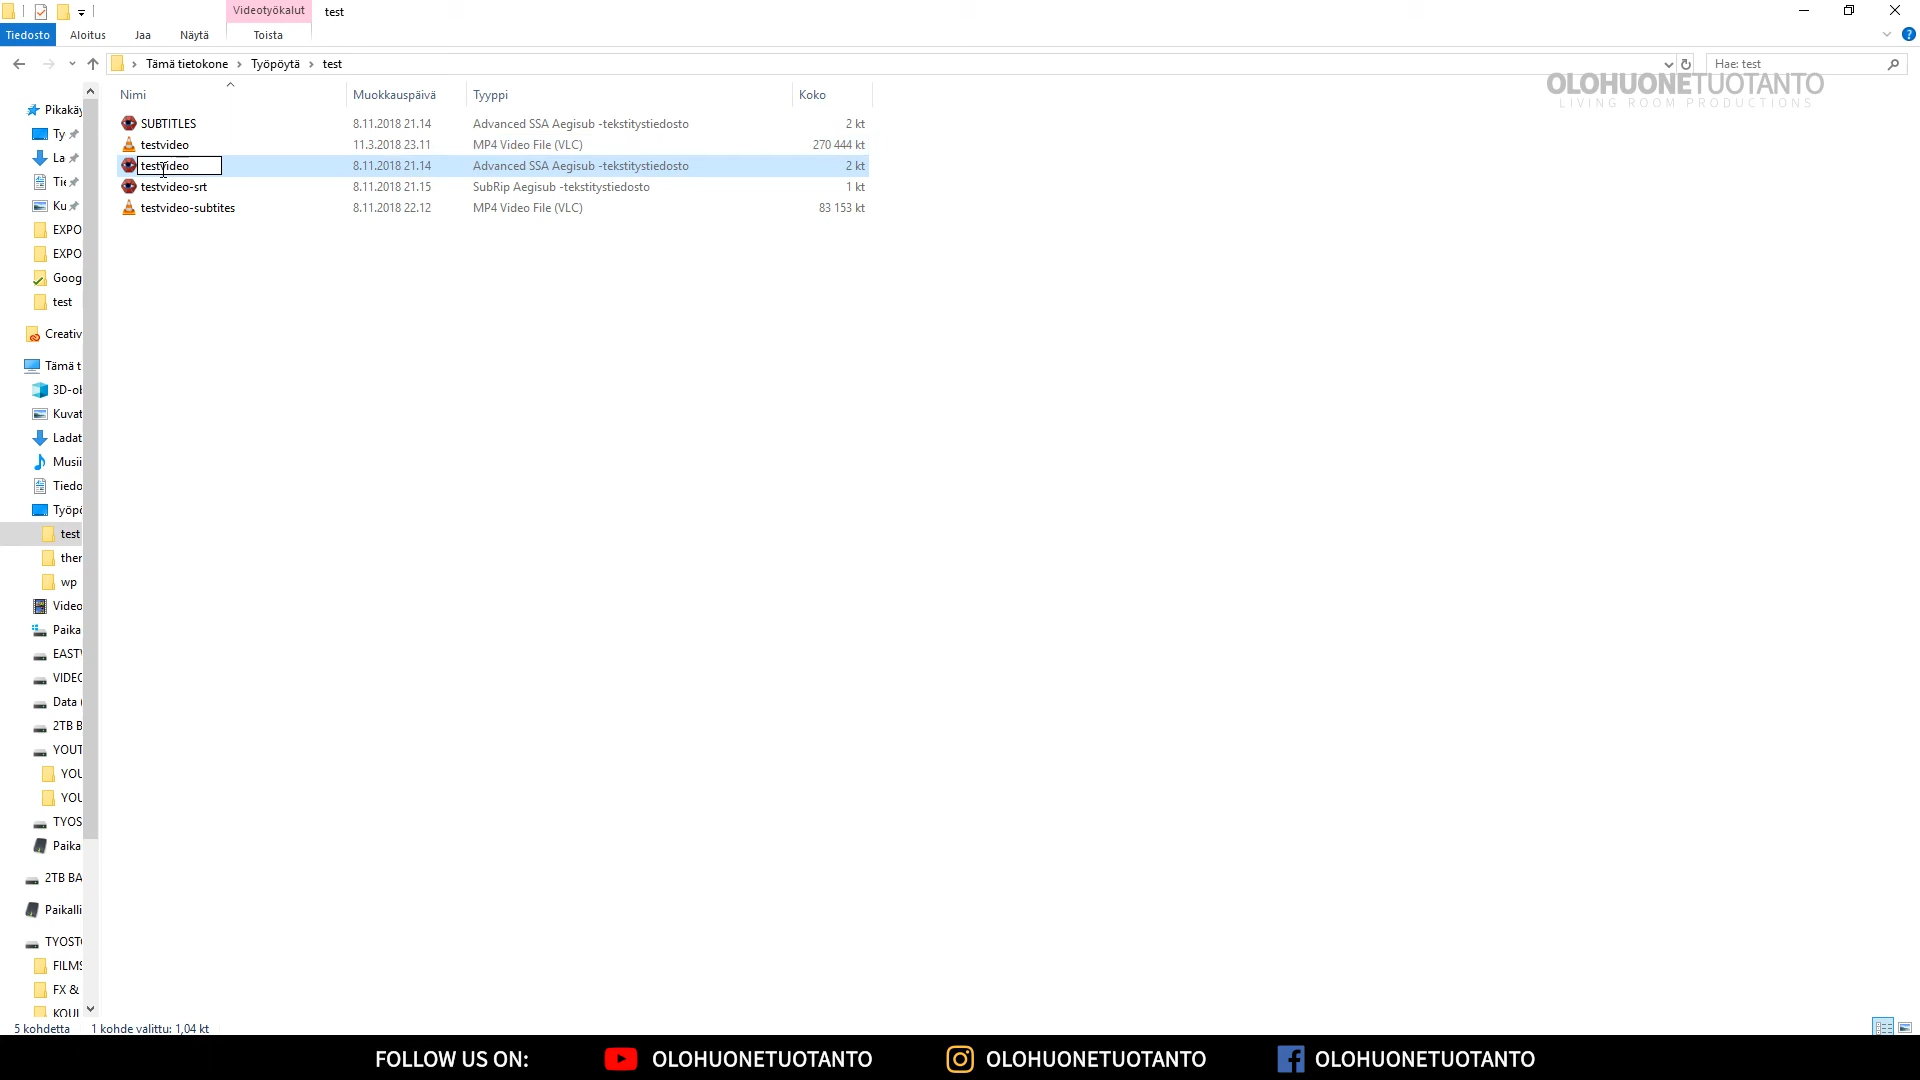 Videotyökalut
test
Tiedosto
Aloitus
Jaa
Näytä
Toista
Tämä tietokone
Työpöytä
test
Hae: test
OLOHUONETUOTANTO
LIVING ROOM PRODUCTIONS
Nimi
Muokkauspäivä
Tyyppi
Koko
SUBTITLES 8.11.2018 21.14 Advanced SSA Aegisub -tekstitystiedosto 2 kt
testvideo 11.3.2018 23.11 MP4 Video File (VLC) 270 444 kt
testvideo 8.11.2018 21.14 Advanced SSA Aegisub -tekstitystiedosto 2 kt
testvideo-srt 8.11.2018 21.15 SubRip Aegisub -tekstitystiedosto 1 kt
testvideo-subtites 8.11.2018 22.12 MP4 Video File (VLC) 83 153 kt
Pikakäy
Ty
La
Tie
Ku
EXPO
EXPO
Goog
test
Creativ
Tämä t
3D-ob
Kuvat
Ladat
Musii
Tiedo
Työpö
test
ther
wp
Video
Paika
EASTV
VIDEC
Data (
2TB B
YOUT
YOU
YOU
TYOS
Paika
2TB BA
Paikalli
TYOSTO
FILMS
FX &
KOUL
5 kohdetta
1 kohde valittu: 1,04 kt
FOLLOW US ON:
OLOHUONETUOTANTO
OLOHUONETUOTANTO
OLOHUONETUOTANTO